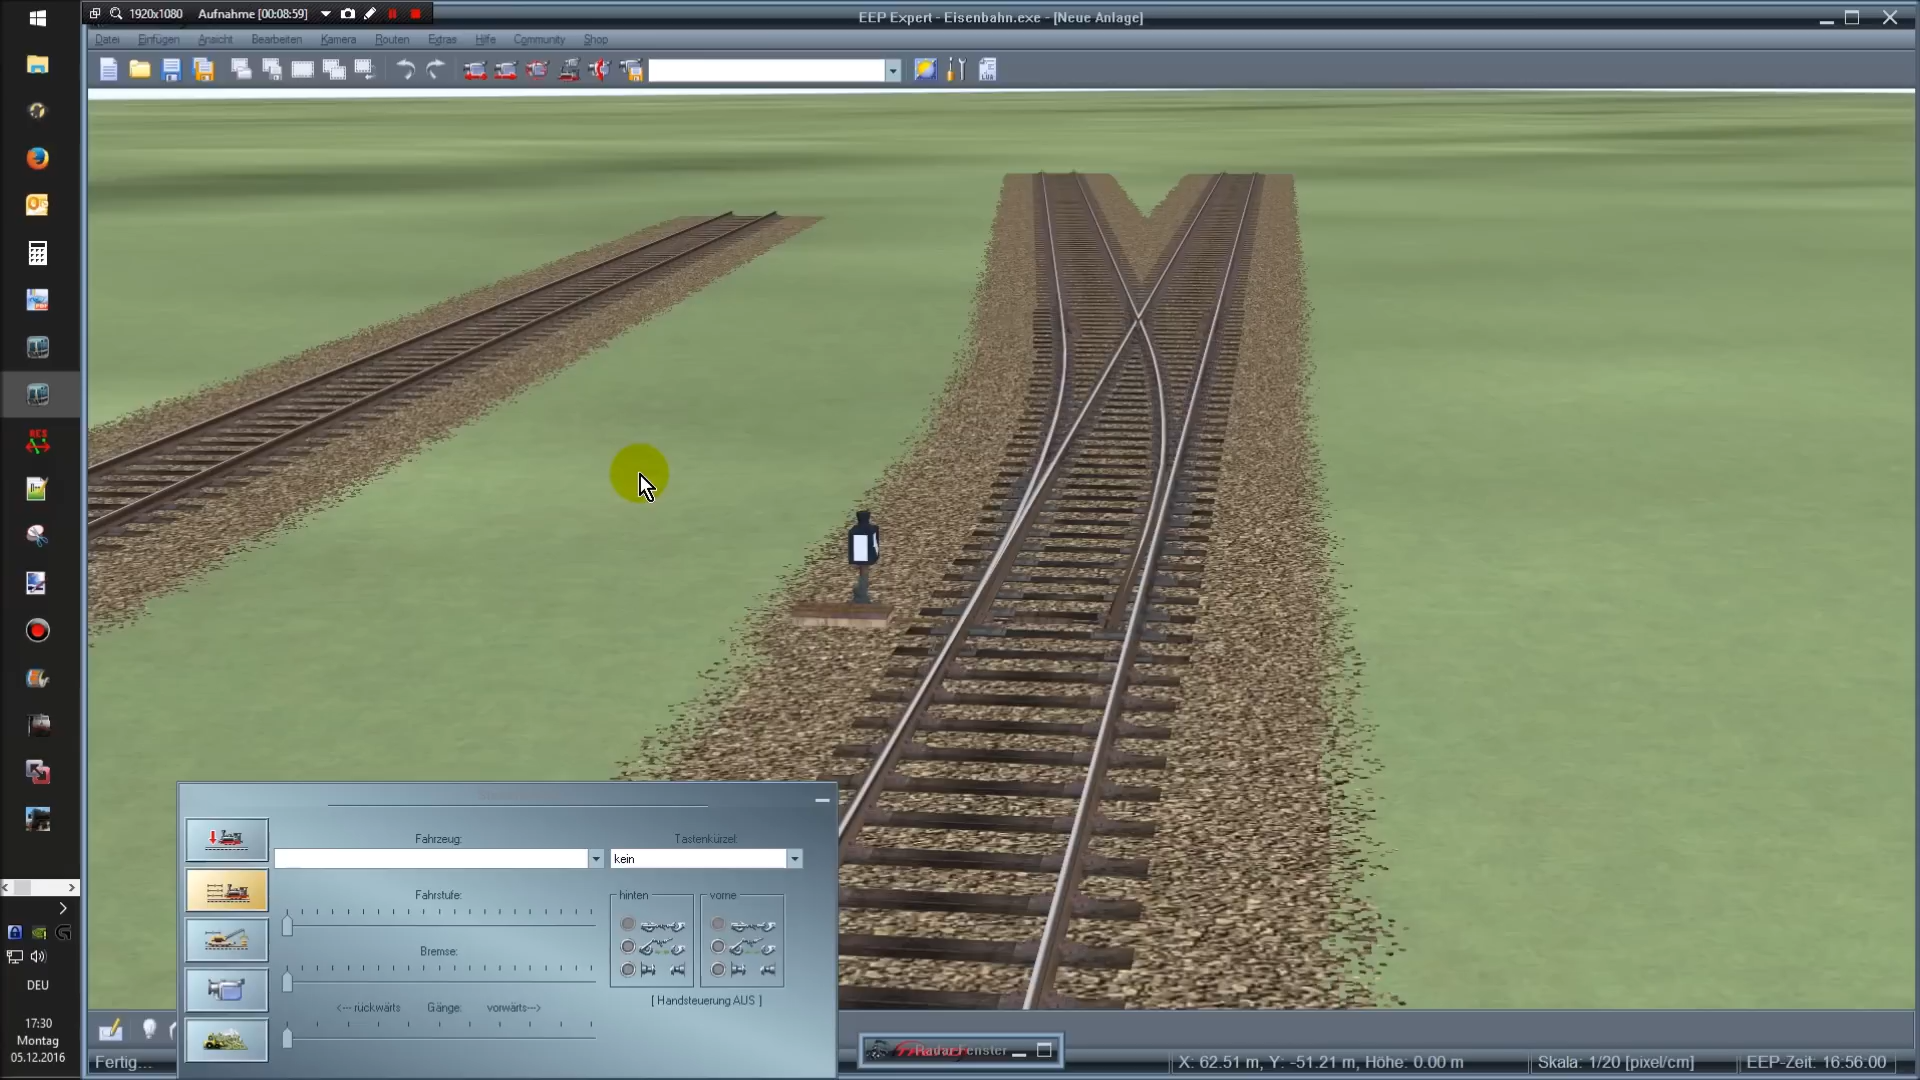 1920x1080 Aufnahme [00:08:59]
EEP Expert - Eisenbahn.exe - [Neue Anlage]
Datei Einfügen Ansicht Bearbeiten Kamera Routen Extras Hilfe Community Shop
LUA
Fahrzeug:
Tastenkürzel:
kein
Fahrstufe:
hinten
vorne
Bremse:
[ Handsteuerung AUS ]
<--- rückwärts Gänge: vorwärts--->
DEU
17:30
Montag
05.12.2016
Fertig...
Radar Fenster
X: 62.51 m, Y: -51.21 m, Höhe: 0.00 m
Skala: 1/20 [pixel/cm]
EEP-Zeit: 16:56:00